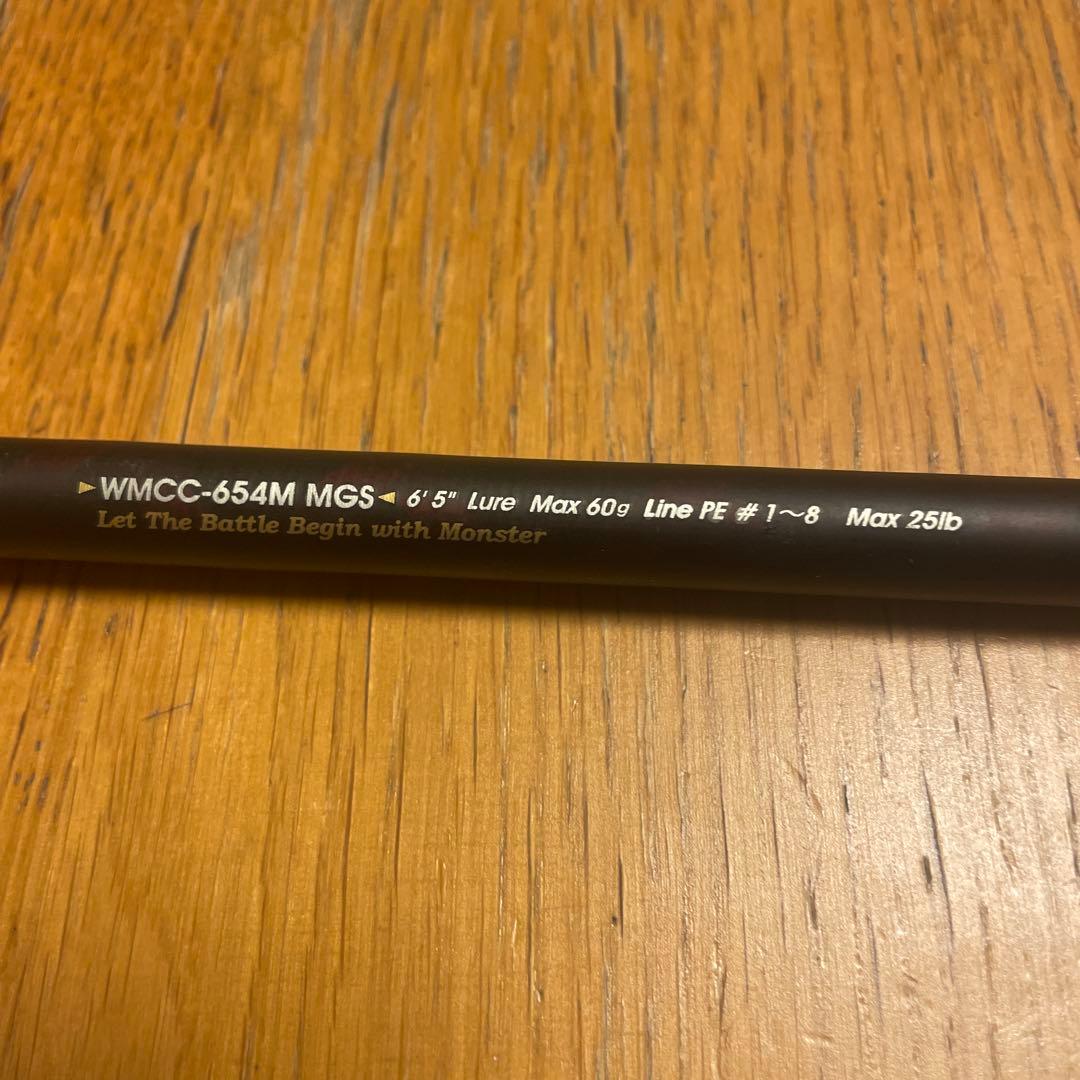 ▶WMCC-654M MGS◀ 6' 5" Lure Max 60g Line PE # 1～8 Max 25lb
Let The Battle Begin with Monster